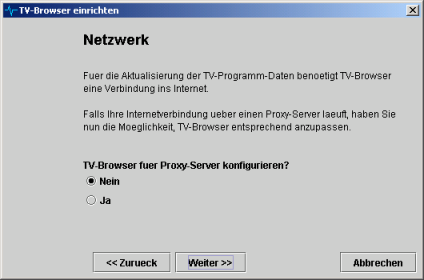 TV-Browser einrichten
Netzwerk
Fuer die Aktualisierung der TV-Programm-Daten benoetigt TV-Browser
eine Verbindung ins Internet.
Falls Ihre Internetverbindung ueber einen Proxy-Server laeuft, haben Sie
nun die Moeglichkeit, TV-Browser entsprechend anzupassen.
TV-Browser fuer Proxy-Server konfigurieren?
Nein
Ja
<< Zurueck
Weiter >>
Abbrechen